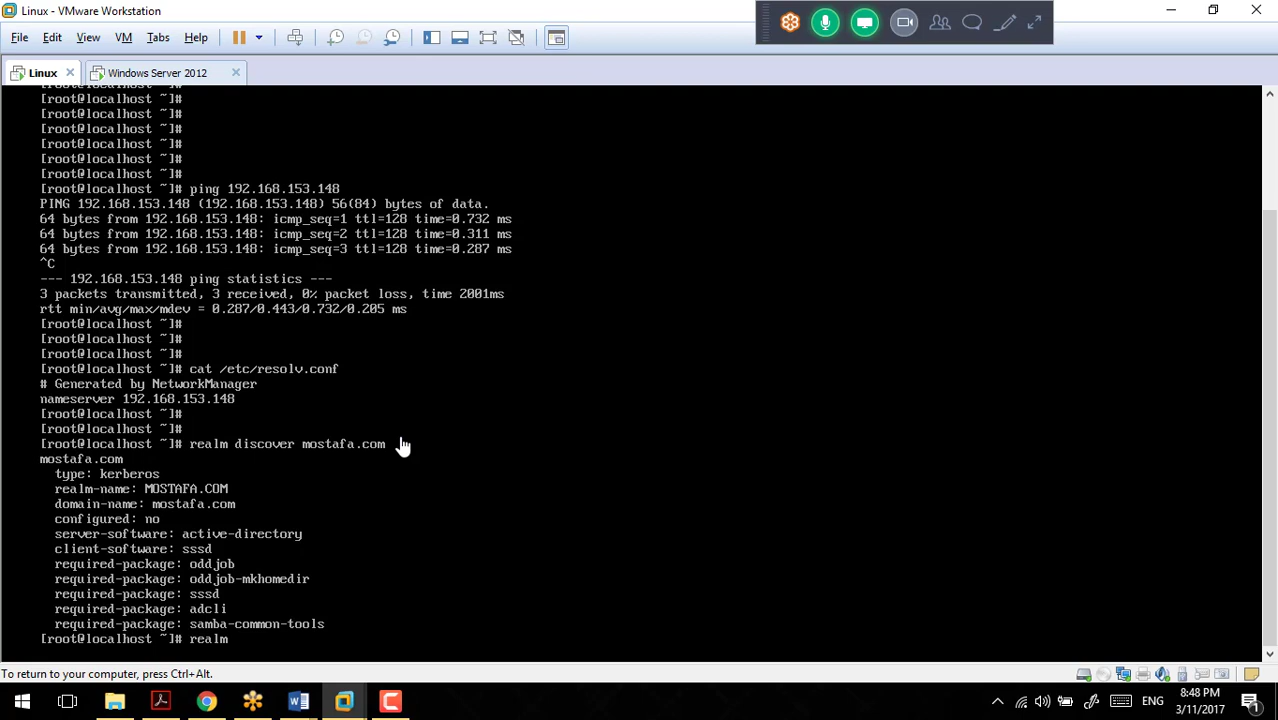 Linux - VMware Workstation
File Edit View VM Tabs Help
Linux Windows Server 2012
[root@localhost ~]#
[root@localhost ~]#
[root@localhost ~]#
[root@localhost ~]#
[root@localhost ~]#
[root@localhost ~]#
[root@localhost ~]#
[root@localhost ~]# ping 192.168.153.148
PING 192.168.153.148 (192.168.153.148) 56(84) bytes of data.
64 bytes from 192.168.153.148: icmp_seq=1 ttl=128 time=0.732 ms
64 bytes from 192.168.153.148: icmp_seq=2 ttl=128 time=0.311 ms
64 bytes from 192.168.153.148: icmp_seq=3 ttl=128 time=0.287 ms
^C
--- 192.168.153.148 ping statistics ---
3 packets transmitted, 3 received, 0% packet loss, time 2001ms
rtt min/avg/max/mdev = 0.287/0.443/0.732/0.205 ms
[root@localhost ~]#
[root@localhost ~]#
[root@localhost ~]#
[root@localhost ~]# cat /etc/resolv.conf
# Generated by NetworkManager
nameserver 192.168.153.148
[root@localhost ~]#
[root@localhost ~]#
[root@localhost ~]# realm discover mostafa.com
mostafa.com
type: kerberos
realm-name: MOSTAFA.COM
domain-name: mostafa.com
configured: no
server-software: active-directory
client-software: sssd
required-package: oddjob
required-package: oddjob-mkhomedir
required-package: sssd
required-package: adcli
required-package: samba-common-tools
[root@localhost ~]# realm
To return to your computer, press Ctrl+Alt.
ENG
8:48 PM
3/11/2017
1